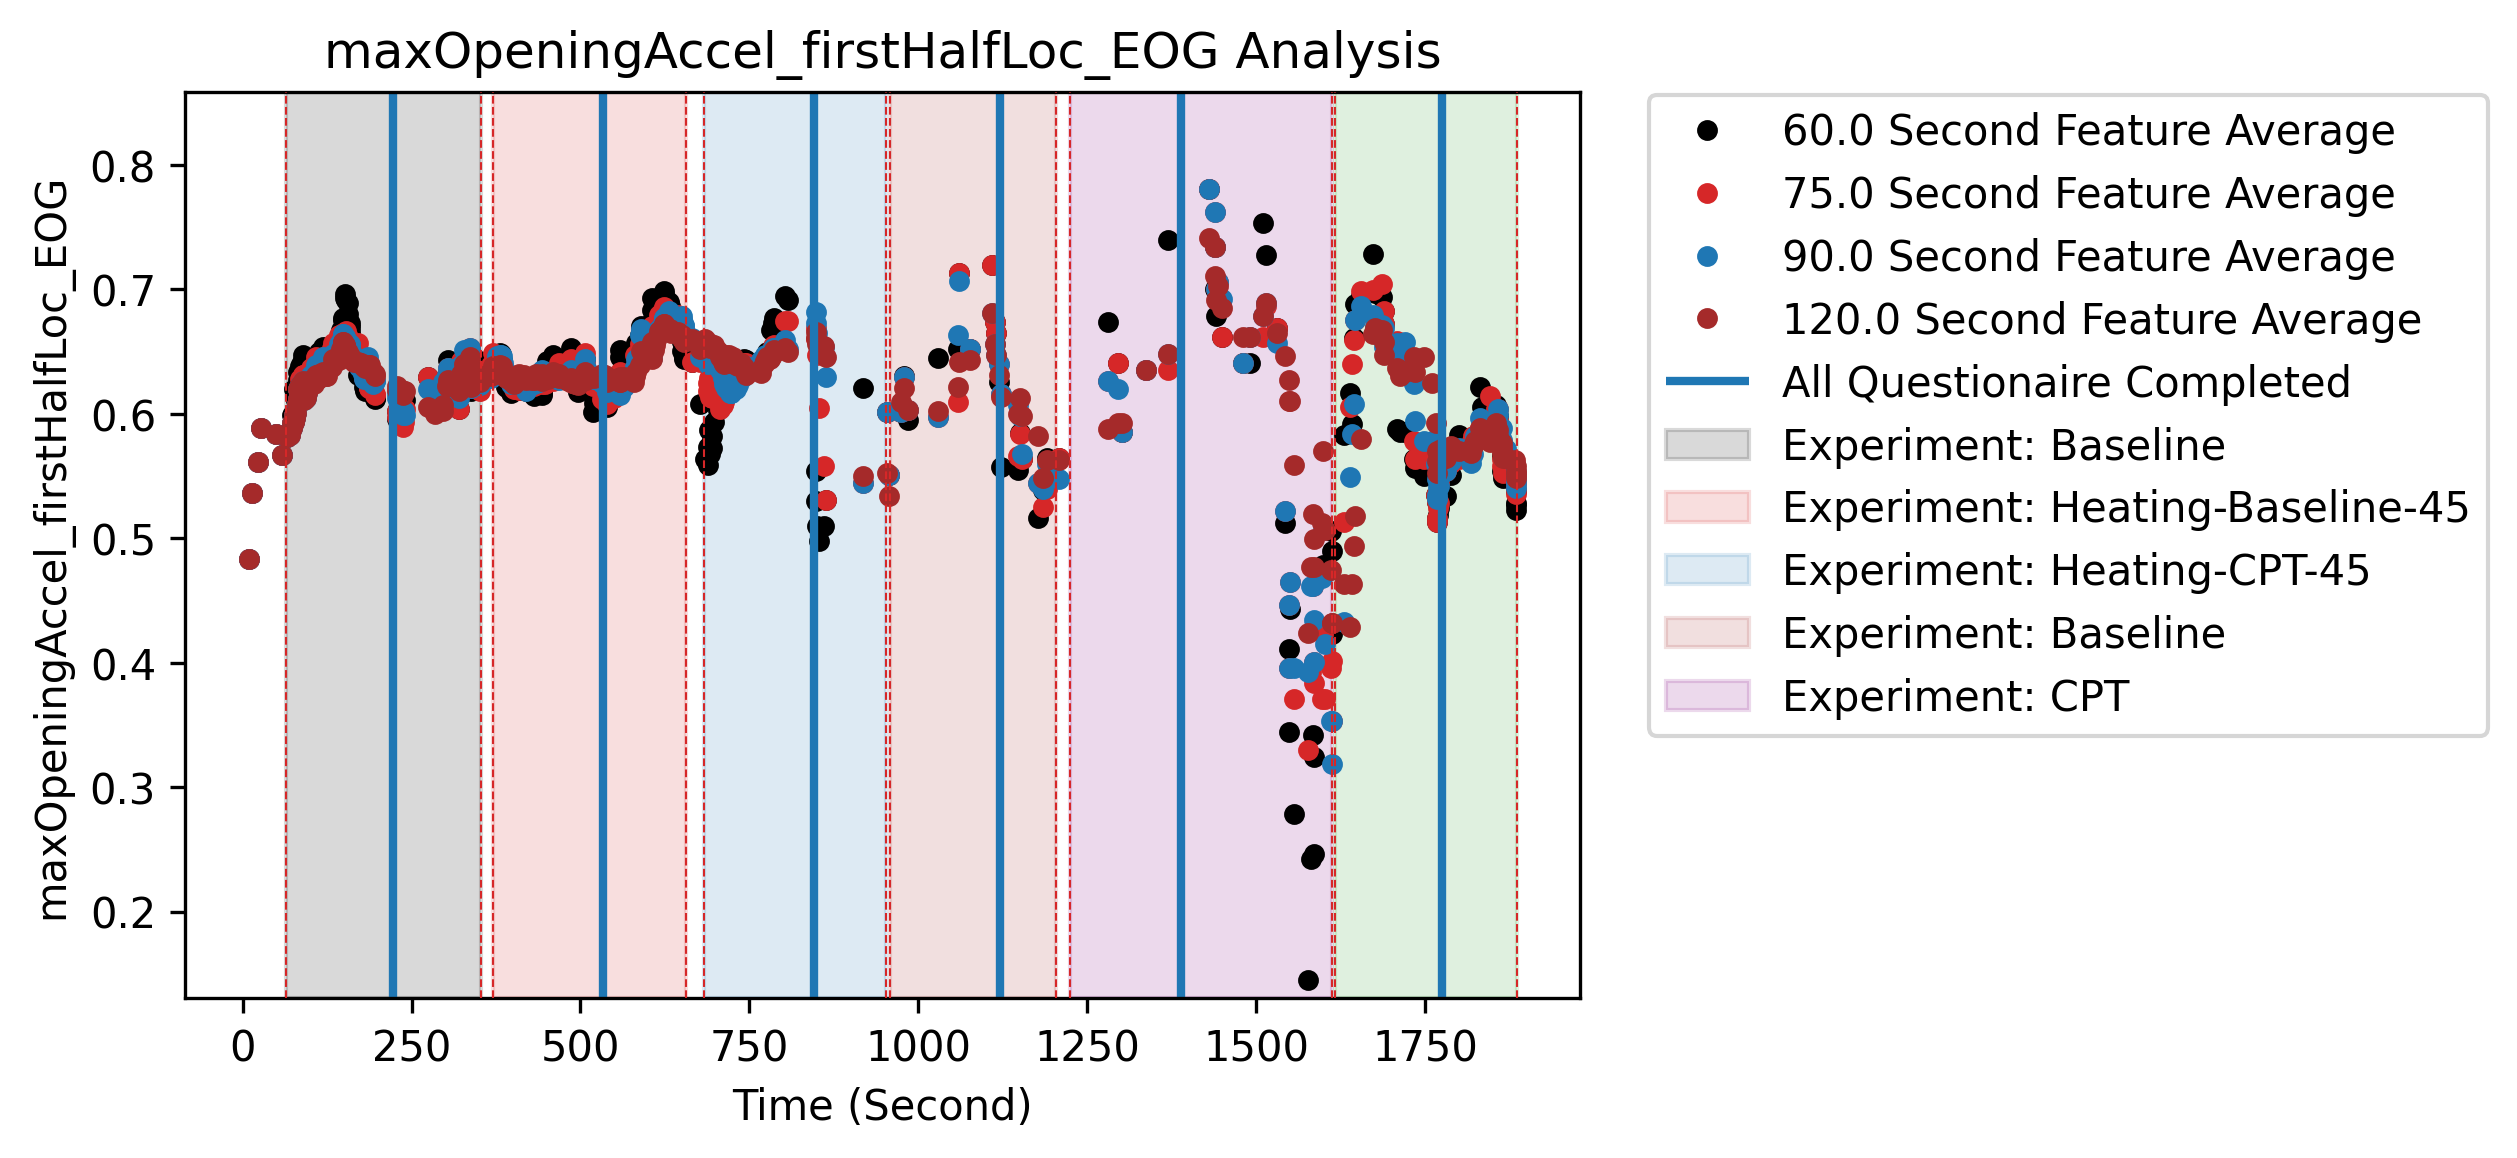 maxOpeningAccel_firstHalfLoc_EOG Analysis
maxOpeningAccel_firstHalfLoc_EOG
0.8
0.7
0.6
0.5
0.4
0.3
0.2
0 250 500 750 1000 1250 1500 1750
Time (Second)
60.0 Second Feature Average
75.0 Second Feature Average
90.0 Second Feature Average
120.0 Second Feature Average
All Questionaire Completed
Experiment: Baseline
Experiment: Heating-Baseline-45
Experiment: Heating-CPT-45
Experiment: Baseline
Experiment: CPT